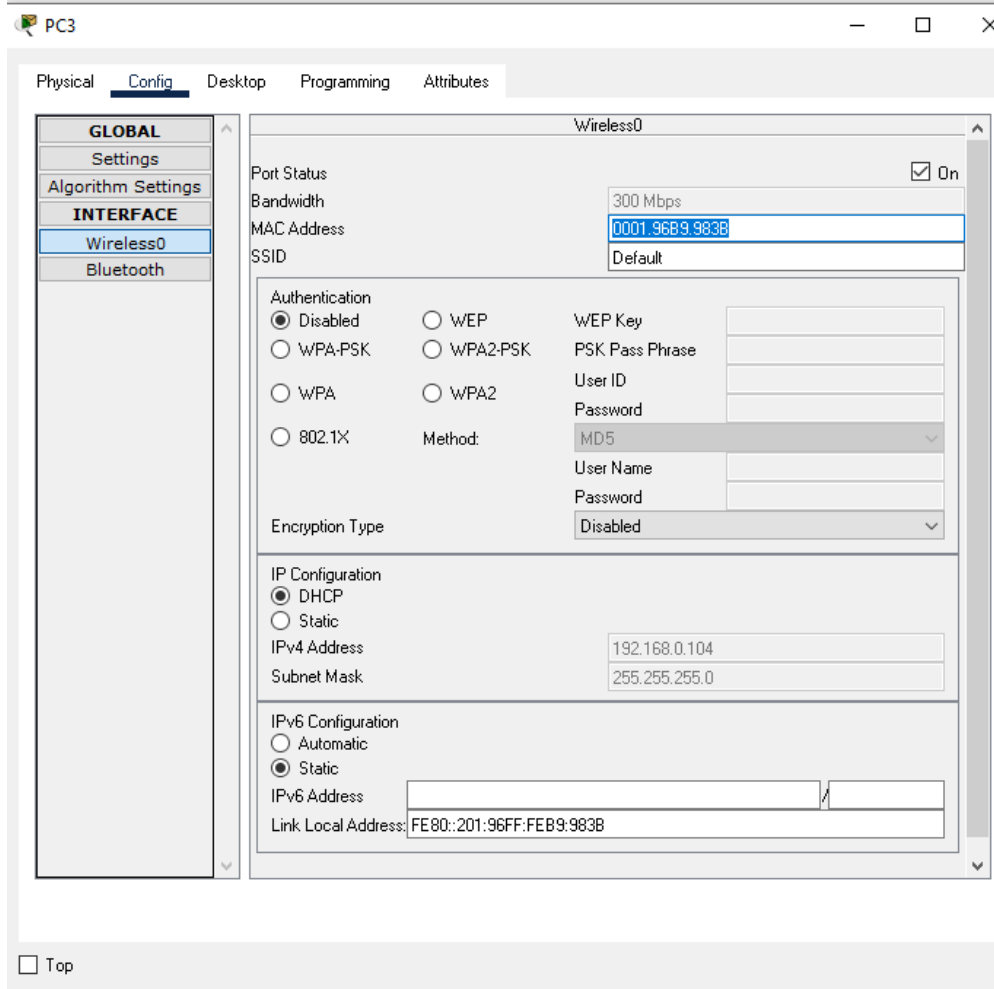 PC3
Physical Config Desktop Programming Attributes
GLOBAL
Settings
Algorithm Settings
INTERFACE
Wireless0
Bluetooth
Wireless0
Port Status On
Bandwidth 300 Mbps
MAC Address 0001.96B9.983B
SSID Default
Authentication
Disabled WEP WEP Key
WPA-PSK WPA2-PSK PSK Pass Phrase
User ID
WPA WPA2
Password
802.1X Method: MD5
User Name
Password
Encryption Type Disabled
IP Configuration
DHCP
Static
IPv4 Address 192.168.0.104
Subnet Mask 255.255.255.0
IPv6 Configuration
Automatic
Static
IPv6 Address /
Link Local Address: FE80::201:96FF:FEB9:983B
Top